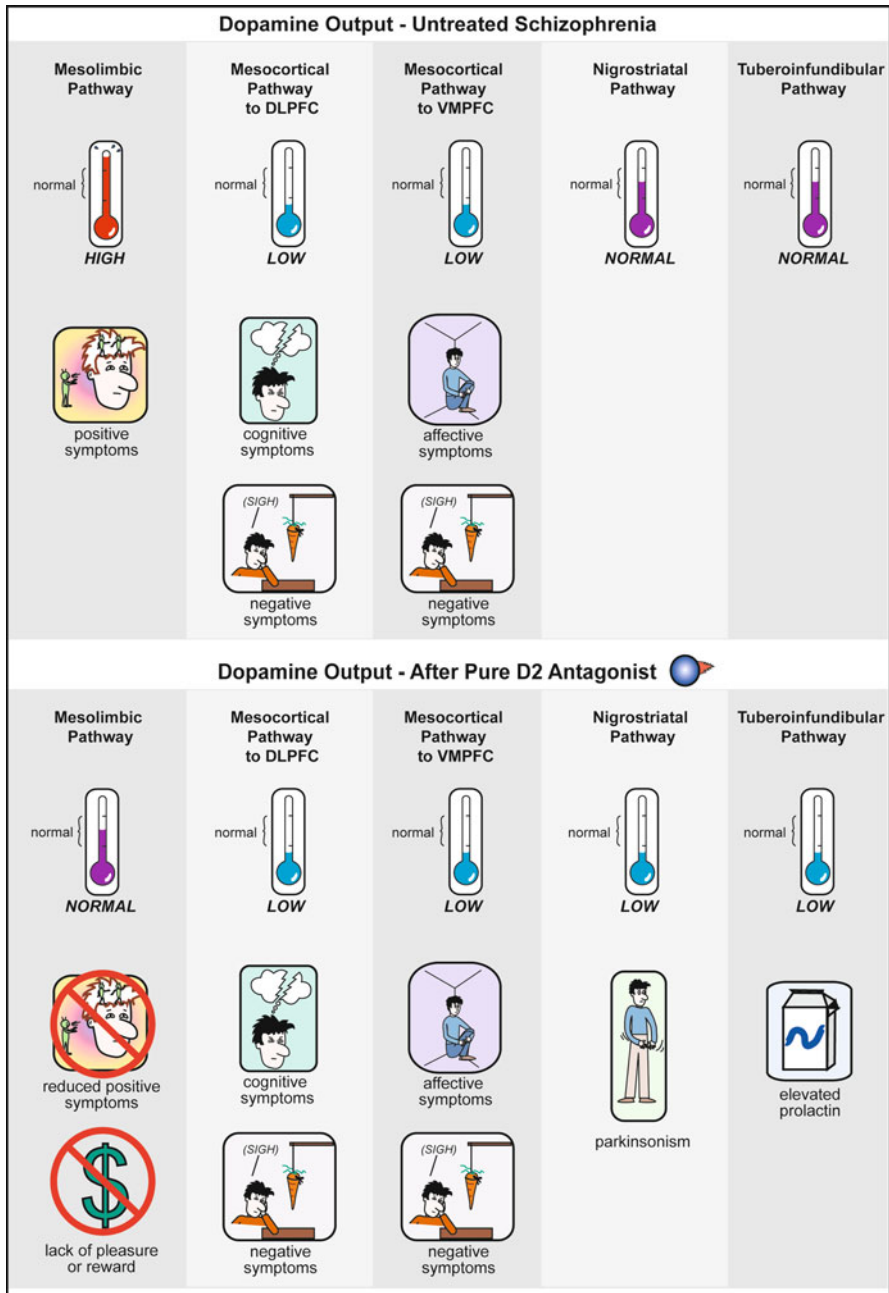 Dopamine Output - Untreated Schizophrenia
Mesolimbic
Pathway
Mesocortical
Pathway
to DLPFC
Mesocortical
Pathway
to VMPFC
Nigrostriatal
Pathway
Tuberoinfundibular
Pathway
normal
normal
normal
normal
normal
HIGH
LOW
LOW
NORMAL
NORMAL
positive
symptoms
cognitive
symptoms
affective
symptoms
(SIGH)
(SIGH)
negative
symptoms
negative
symptoms
Dopamine Output - After Pure D2 Antagonist
Mesolimbic
Pathway
Mesocortical
Pathway
to DLPFC
Mesocortical
Pathway
to VMPFC
Nigrostriatal
Pathway
Tuberoinfundibular
Pathway
normal
normal
normal
normal
normal
NORMAL
LOW
LOW
LOW
LOW
reduced positive
symptoms
cognitive
symptoms
affective
symptoms
parkinsonism
elevated
prolactin
$
lack of pleasure
or reward
(SIGH)
(SIGH)
negative
symptoms
negative
symptoms